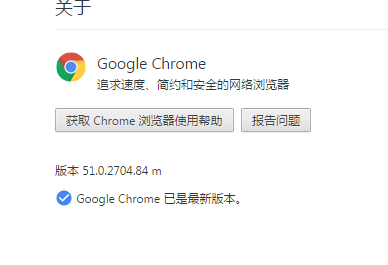 关于
Google Chrome
追求速度、简约和安全的网络浏览器
获取 Chrome 浏览器使用帮助 报告问题
版本 51.0.2704.84 m
Google Chrome 已是最新版本。